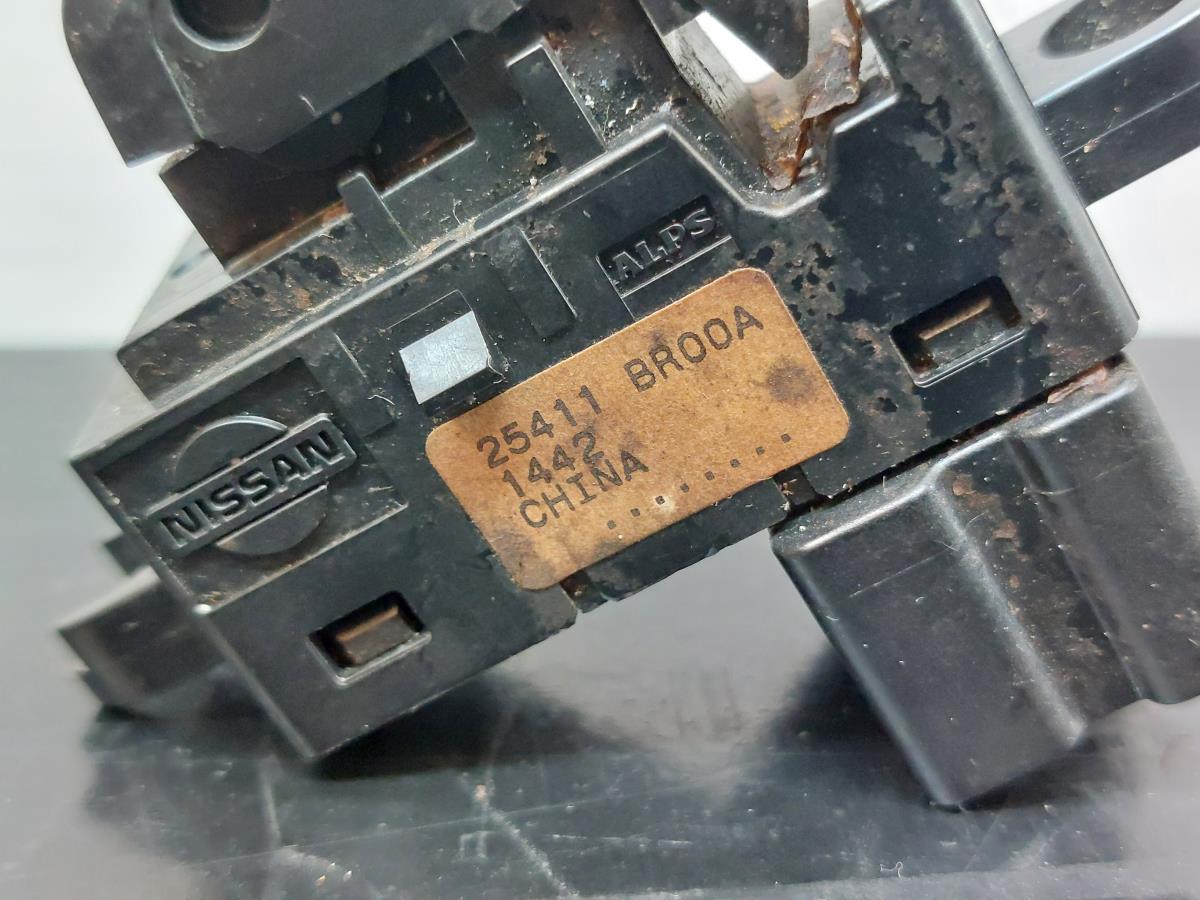 ALPS
25411 BR00A
1442
CHINA
NISSAN